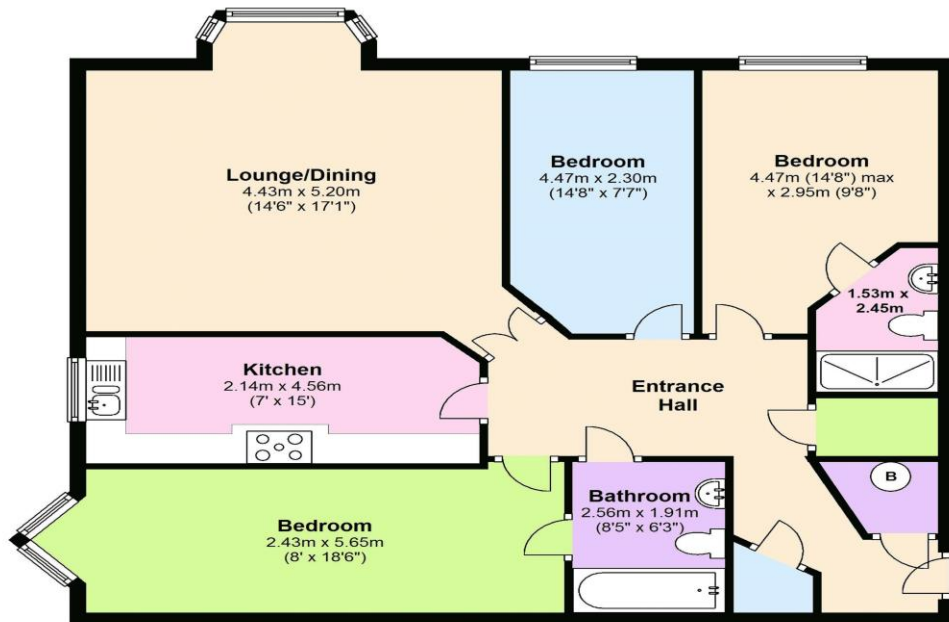 Lounge/Dining
4.43m x 5.20m
(14'6" x 17'1")
Bedroom
4.47m x 2.30m
(14'8" x 7'7")
Bedroom
4.47m (14'8") max
x 2.95m (9'8")
1.53m x
2.45m
Kitchen
2.14m x 4.56m
(7' x 15')
Entrance
Hall
Bedroom
2.43m x 5.65m
(8' x 18'6")
Bathroom
2.56m x 1.91m
(8'5" x 6'3")
B